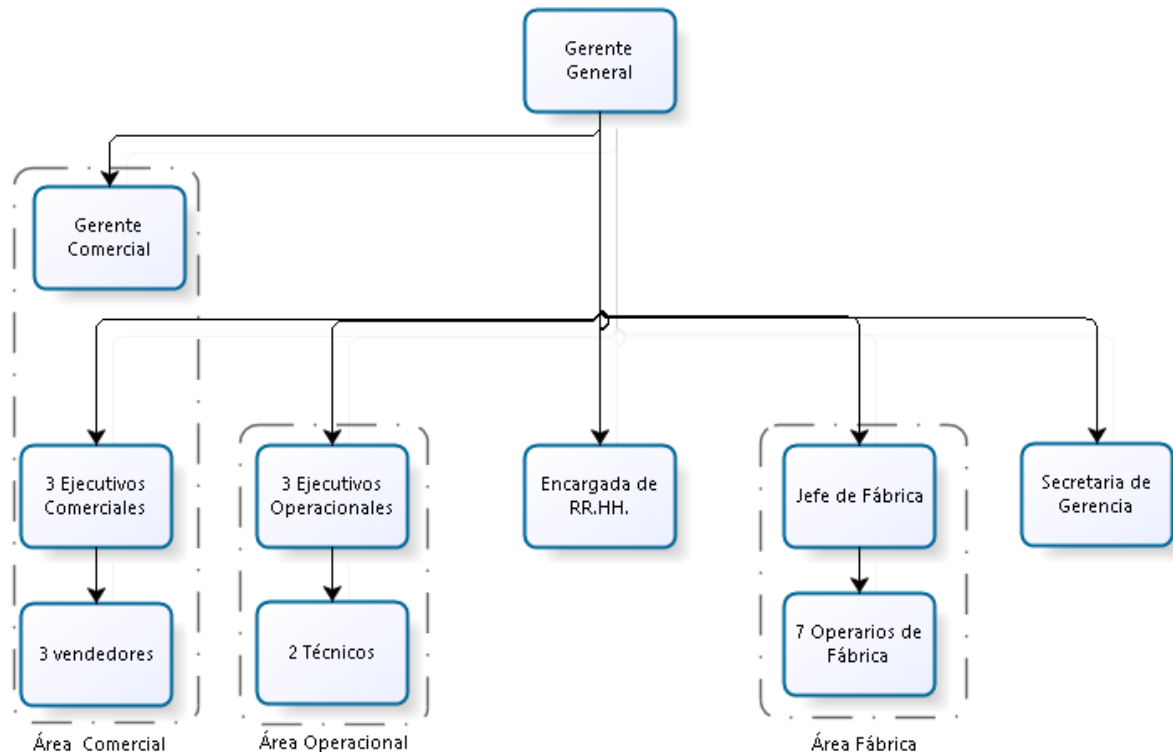 Gerente
General
Gerente
Comercial
3 Ejecutivos
Comerciales
3 Ejecutivos
Operacionales
Encargada de
RR.HH.
Jefe de Fábrica
Secretaria de
Gerencia
3 vendedores
2 Técnicos
7 Operarios de
Fábrica
Área Comercial
Área Operacional
Área Fábrica